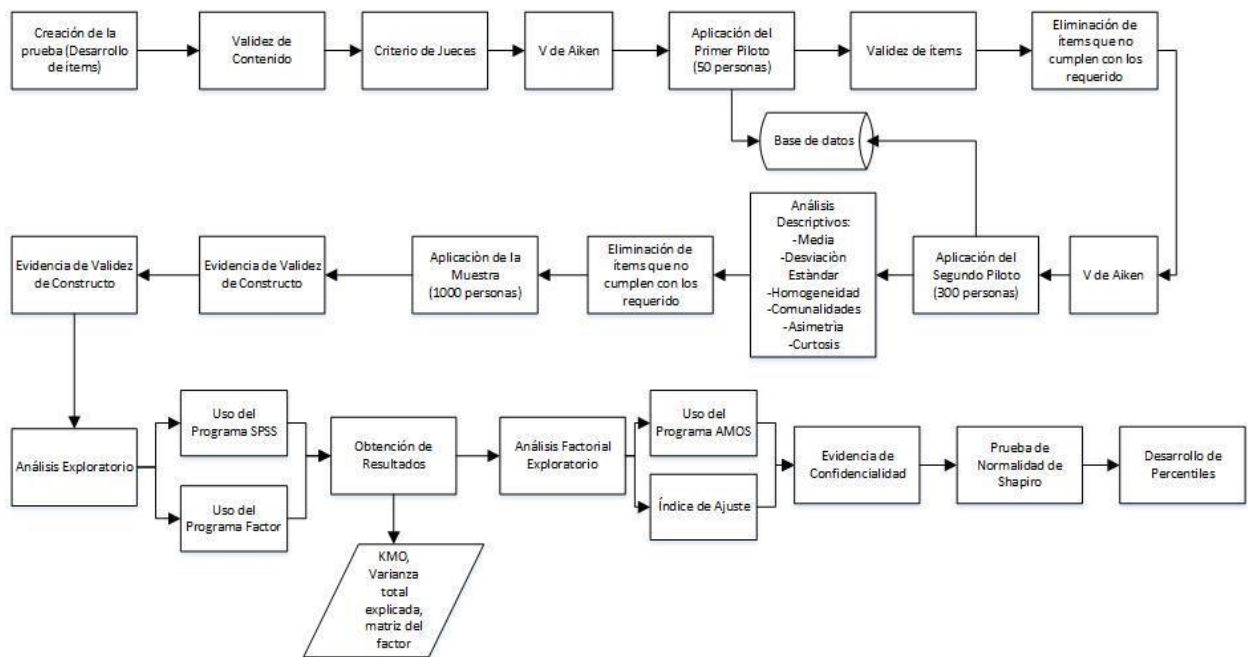 Creación de la
prueba (Desarrollo
de ítems)
Validez de
Contenido
Criterio de Jueces
V de Aiken
Aplicación del
Primer Piloto
(50 personas)
Validez de ítems
Eliminación de
ítems que no
cumplen con los
requerido
Base de datos
Evidencia de Validez
de Constructo
Evidencia de Validez
de Constructo
Aplicaciòn de la
Muestra
(1000 personas)
Eliminación de
ítems que no
cumplen con los
requerido
Análisis
Descriptivos:
-Media
-Desviaciòn
Estàndar
-Homogeneidad
-Comunalidades
-Asimetrìa
-Curtosis
Aplicación del
Segundo Piloto
(300 personas)
V de Aiken
Análisis Exploratorio
Uso del
Programa SPSS
Uso del
Programa Factor
Obtención de
Resultados
KMO,
Varianza
total
explicada,
matriz del
factor
Análisis Factorial
Exploratorio
Uso del
Programa AMOS
Índice de Ajuste
Evidencia de
Confidencialidad
Prueba de
Normalidad de
Shapiro
Desarrollo de
Percentiles